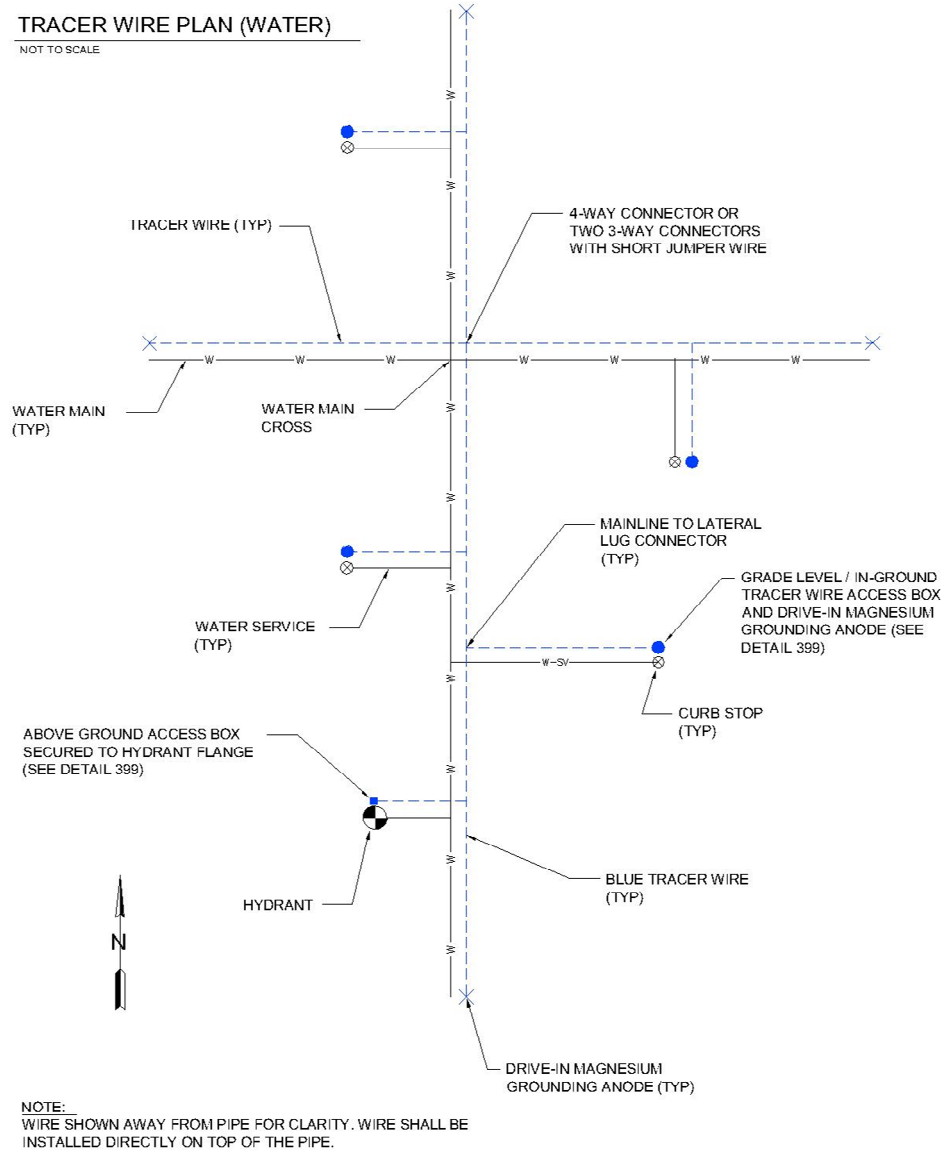 TRACER WIRE PLAN (WATER)
NOT TO SCALE
W
W
TRACER WIRE (TYP)
4-WAY CONNECTOR OR
TWO 3-WAY CONNECTORS
WITH SHORT JUMPER WIRE
W
W
W
W
W
W
W
W
WATER MAIN
(TYP)
WATER MAIN
CROSS
W
W
MAINLINE TO LATERAL
LUG CONNECTOR
(TYP)
W
GRADE LEVEL / IN-GROUND
TRACER WIRE ACCESS BOX
AND DRIVE-IN MAGNESIUM
GROUNDING ANODE (SEE
DETAIL 399)
WATER SERVICE
(TYP)
W-SV
W
CURB STOP
(TYP)
ABOVE GROUND ACCESS BOX
SECURED TO HYDRANT FLANGE
(SEE DETAIL 399)
W
W
BLUE TRACER WIRE
(TYP)
HYDRANT
N
W
DRIVE-IN MAGNESIUM
GROUNDING ANODE (TYP)
NOTE:
WIRE SHOWN AWAY FROM PIPE FOR CLARITY. WIRE SHALL BE
INSTALLED DIRECTLY ON TOP OF THE PIPE.